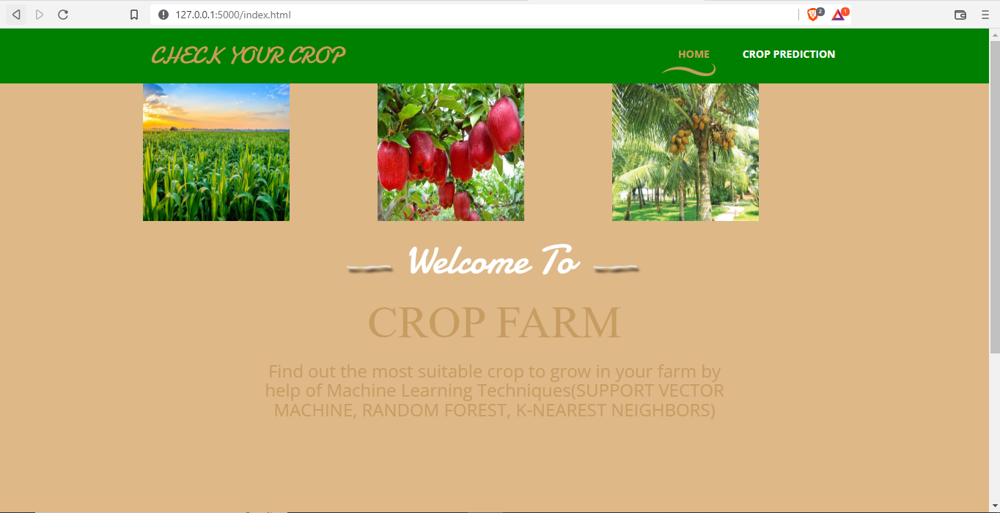 127.0.0.1:5000/index.html
2
1
CHECK YOUR CROP
HOME
CROP PREDICTION
Welcome To
CROP FARM
Find out the most suitable crop to grow in your farm by
help of Machine Learning Techniques(SUPPORT VECTOR
MACHINE, RANDOM FOREST, K-NEAREST NEIGHBORS)